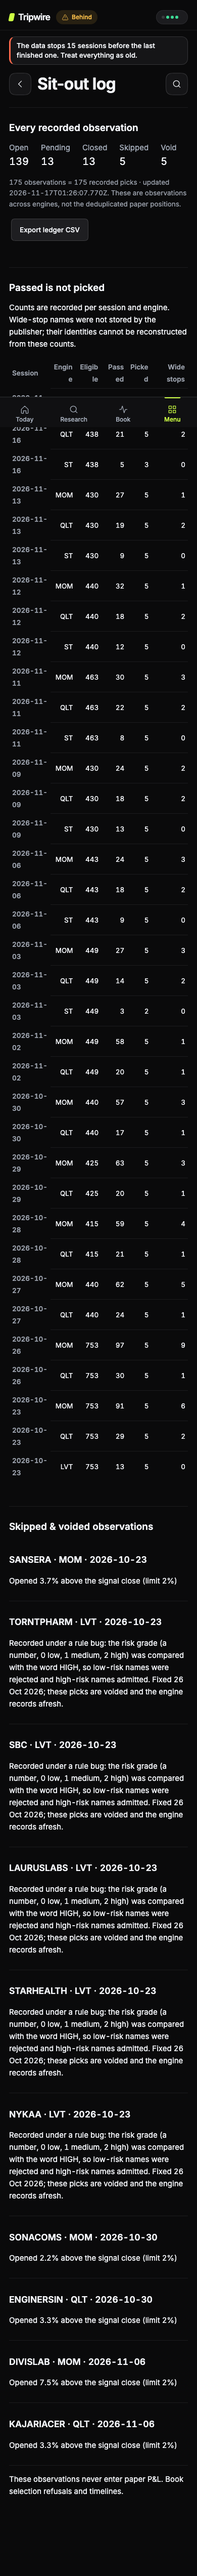 Tripwire
Behind
The data stops 15 sessions before the last
finished one. Treat everything as old.
Sit-out log
Every recorded observation
Open Pending Closed Skipped Void
139 13 13 5 5
175 observations = 175 recorded picks · updated
2026-11-17T01:26:07.770Z. These are observations
across engines, not the deduplicated paper positions.
Export ledger CSV
Passed is not picked
Counts are recorded per session and engine.
Wide-stop names were not stored by the
publisher; their identities cannot be reconstructed
from these counts.
Session Engine Eligible Passed Picked Wide stops
Today Research Book Menu
16 QLT 438 21 5 2
2026-11-16 ST 438 5 3 0
2026-11-13 MOM 430 27 5 1
2026-11-13 QLT 430 19 5 2
2026-11-13 ST 430 9 5 0
2026-11-12 MOM 440 32 5 1
2026-11-12 QLT 440 18 5 2
2026-11-12 ST 440 12 5 0
2026-11-11 MOM 463 30 5 3
2026-11-11 QLT 463 22 5 2
2026-11-11 ST 463 8 5 0
2026-11-09 MOM 430 24 5 2
2026-11-09 QLT 430 18 5 2
2026-11-09 ST 430 13 5 0
2026-11-06 MOM 443 24 5 3
2026-11-06 QLT 443 18 5 2
2026-11-06 ST 443 9 5 0
2026-11-03 MOM 449 27 5 3
2026-11-03 QLT 449 14 5 2
2026-11-03 ST 449 3 2 0
2026-11-02 MOM 449 58 5 1
2026-11-02 QLT 449 20 5 1
2026-10-30 MOM 440 57 5 3
2026-10-30 QLT 440 17 5 1
2026-10-29 MOM 425 63 5 3
2026-10-29 QLT 425 20 5 1
2026-10-28 MOM 415 59 5 4
2026-10-28 QLT 415 21 5 1
2026-10-27 MOM 440 62 5 5
2026-10-27 QLT 440 24 5 1
2026-10-26 MOM 753 97 5 9
2026-10-26 QLT 753 30 5 1
2026-10-23 MOM 753 91 5 6
2026-10-23 QLT 753 29 5 2
2026-10-23 LVT 753 13 5 0
Skipped & voided observations
SANSERA · MOM · 2026-10-23
Opened 3.7% above the signal close (limit 2%)
TORNTPHARM · LVT · 2026-10-23
Recorded under a rule bug: the risk grade (a
number, 0 low, 1 medium, 2 high) was compared
with the word HIGH, so low-risk names were
rejected and high-risk names admitted. Fixed 26
Oct 2026; these picks are voided and the engine
records afresh.
SBC · LVT · 2026-10-23
Recorded under a rule bug: the risk grade (a
number, 0 low, 1 medium, 2 high) was compared
with the word HIGH, so low-risk names were
rejected and high-risk names admitted. Fixed 26
Oct 2026; these picks are voided and the engine
records afresh.
LAURUSLABS · LVT · 2026-10-23
Recorded under a rule bug: the risk grade (a
number, 0 low, 1 medium, 2 high) was compared
with the word HIGH, so low-risk names were
rejected and high-risk names admitted. Fixed 26
Oct 2026; these picks are voided and the engine
records afresh.
STARHEALTH · LVT · 2026-10-23
Recorded under a rule bug: the risk grade (a
number, 0 low, 1 medium, 2 high) was compared
with the word HIGH, so low-risk names were
rejected and high-risk names admitted. Fixed 26
Oct 2026; these picks are voided and the engine
records afresh.
NYKAA · LVT · 2026-10-23
Recorded under a rule bug: the risk grade (a
number, 0 low, 1 medium, 2 high) was compared
with the word HIGH, so low-risk names were
rejected and high-risk names admitted. Fixed 26
Oct 2026; these picks are voided and the engine
records afresh.
SONACOMS · MOM · 2026-10-30
Opened 2.2% above the signal close (limit 2%)
ENGINERSIN · QLT · 2026-10-30
Opened 3.3% above the signal close (limit 2%)
DIVISLAB · MOM · 2026-11-06
Opened 7.5% above the signal close (limit 2%)
KAJARIACER · QLT · 2026-11-06
Opened 3.3% above the signal close (limit 2%)
These observations never enter paper P&L. Book
selection refusals and timelines.